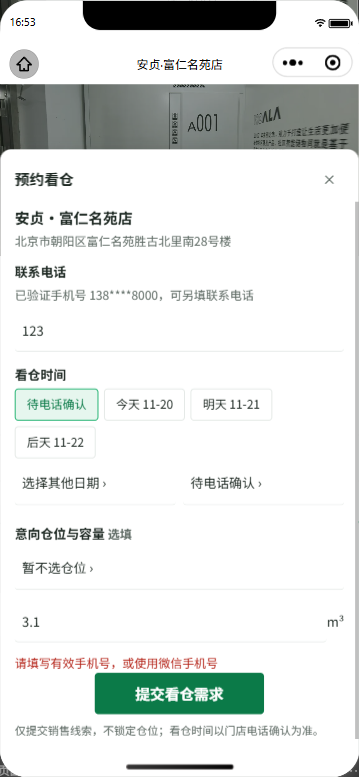 16:53
安贞·富仁名苑店
A001
ALA
预约看仓
安贞·富仁名苑店
北京市朝阳区富仁名苑胜古北里南28号楼
联系电话
已验证手机号 138****8000，可另填联系电话
123
看仓时间
待电话确认 今天 11-20 明天 11-21
后天 11-22
选择其他日期 › 待电话确认 ›
意向仓位与容量 选填
暂不选仓位 ›
3.1 m³
请填写有效手机号，或使用微信手机号
提交看仓需求
仅提交销售线索，不锁定仓位；看仓时间以门店电话确认为准。